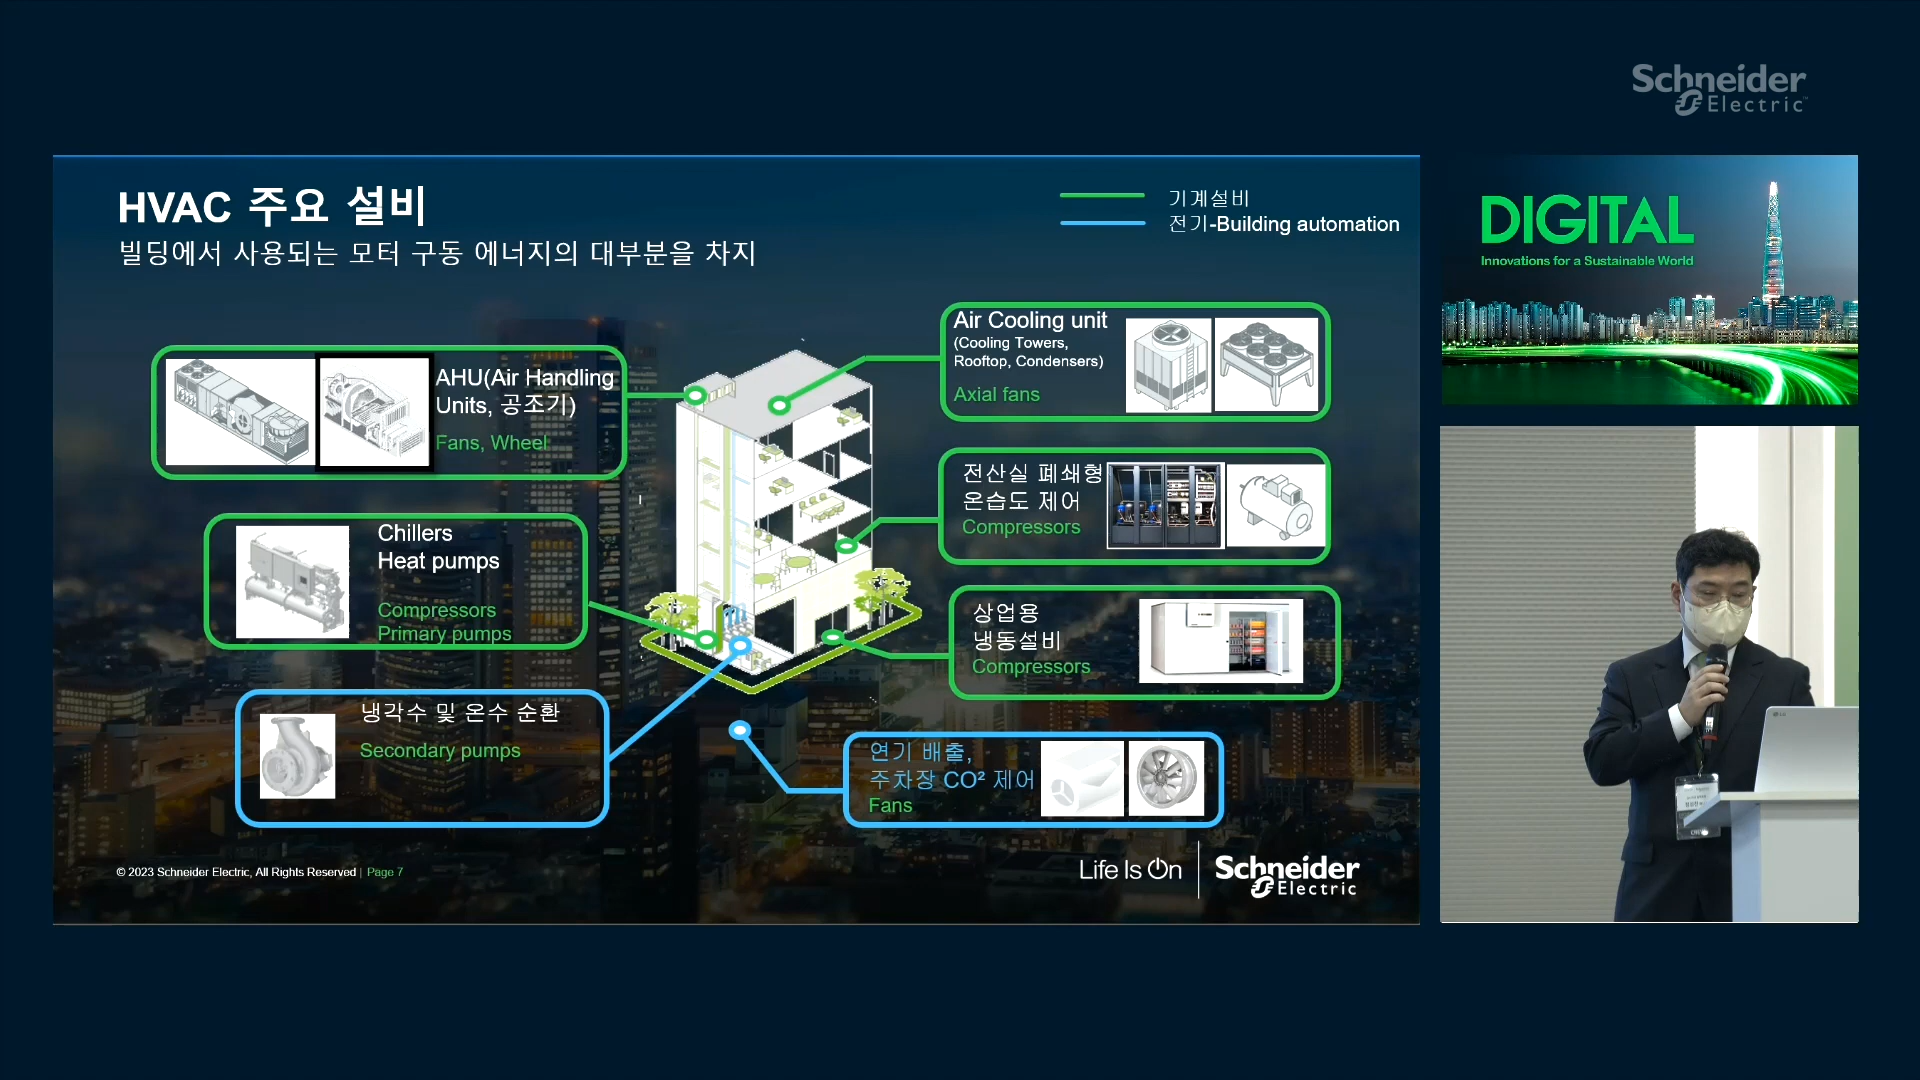 Schneider
Electric
HVAC 주요 설비
빌딩에서 사용되는 모터 구동 에너지의 대부분을 차지
기계설비
전기-Building automation
AHU(Air Handling
Units, 공조기)
Fans, Wheel
Chillers
Heat pumps
Compressors
Primary pumps
냉각수 및 온수 순환
Secondary pumps
Air Cooling unit
(Cooling Towers,
Rooftop, Condensers)
Axial fans
전산실 폐쇄형
온습도 제어
Compressors
상업용
냉동설비
Compressors
연기 배출,
주차장 CO² 제어
Fans
© 2023 Schneider Electric, All Rights Reserved | Page 7
Life Is On
Schneider
Electric
DIGITAL
Innovations for a Sustainable World